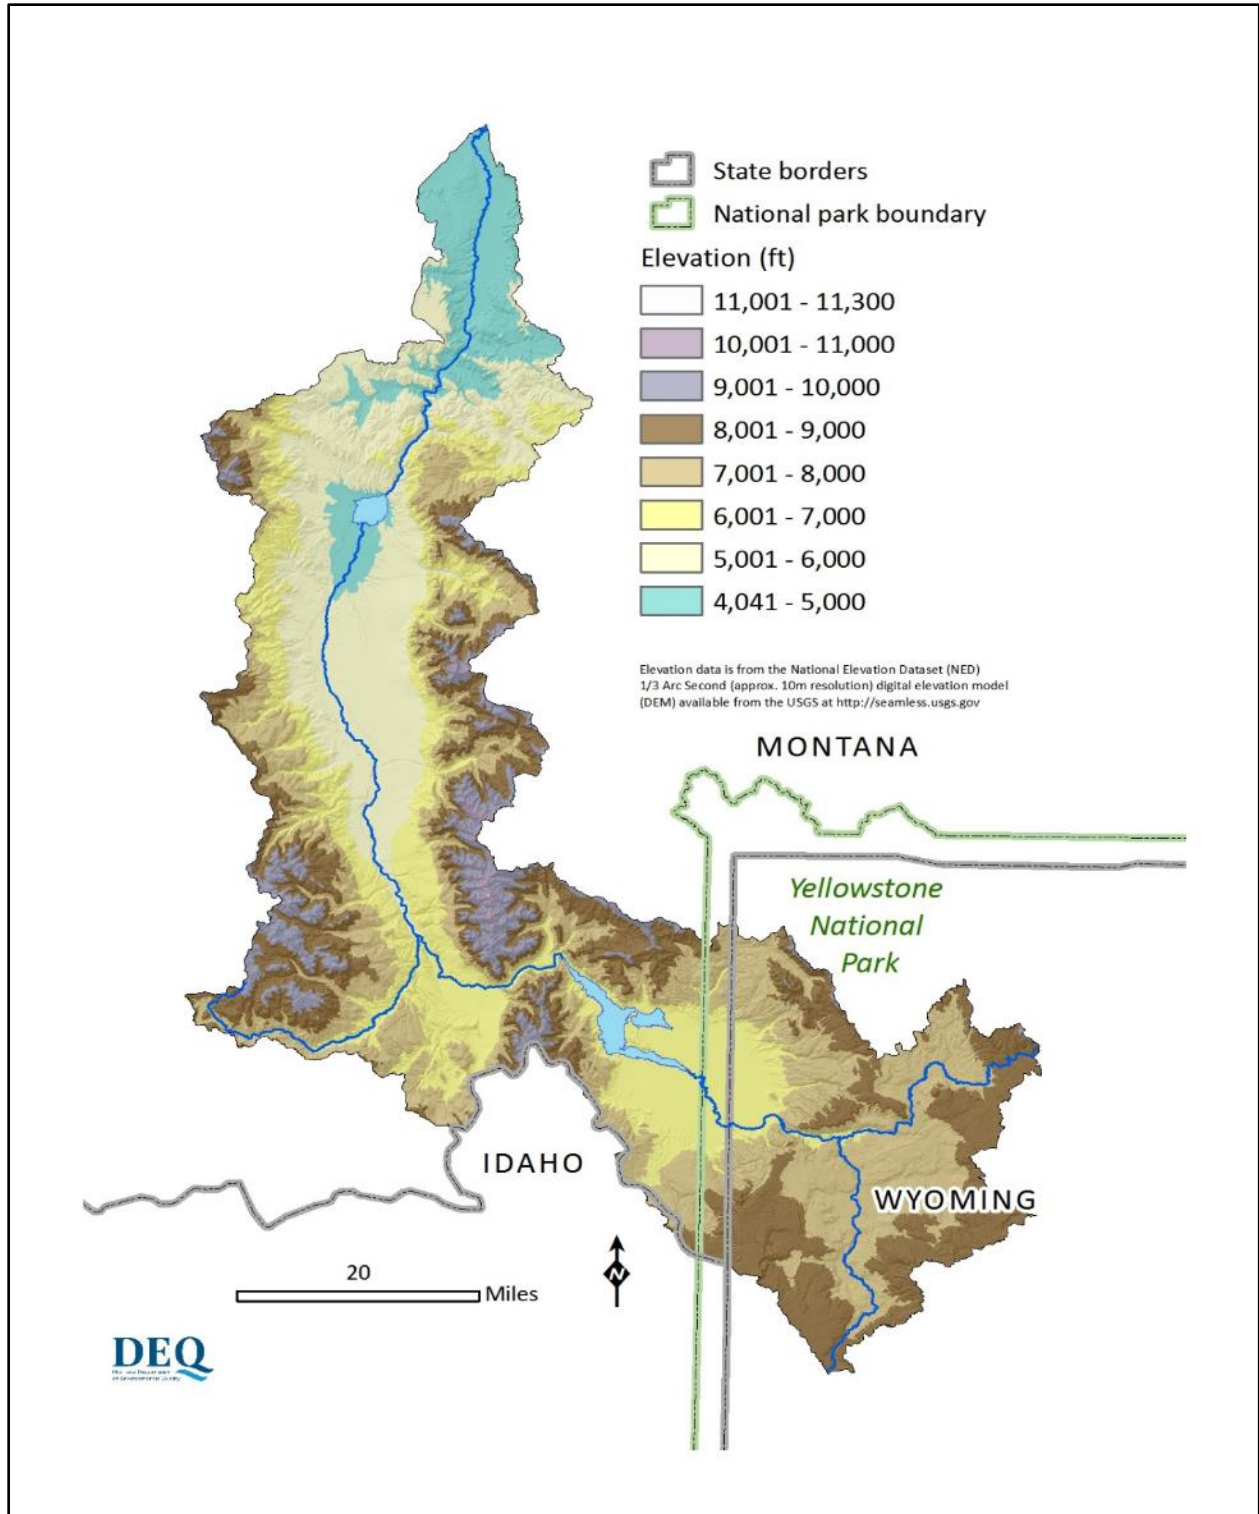 State borders
National park boundary
Elevation (ft)
11,001 - 11,300
10,001 - 11,000
9,001 - 10,000
8,001 - 9,000
7,001 - 8,000
6,001 - 7,000
5,001 - 6,000
4,041 - 5,000
Elevation data is from the National Elevation Dataset (NED)
1/3 Arc Second (approx. 10m resolution) digital elevation model
(DEM) available from the USGS at http://seamless.usgs.gov
MONTANA
Yellowstone
National
Park
IDAHO
WYOMING
20
Miles
N
DEQ